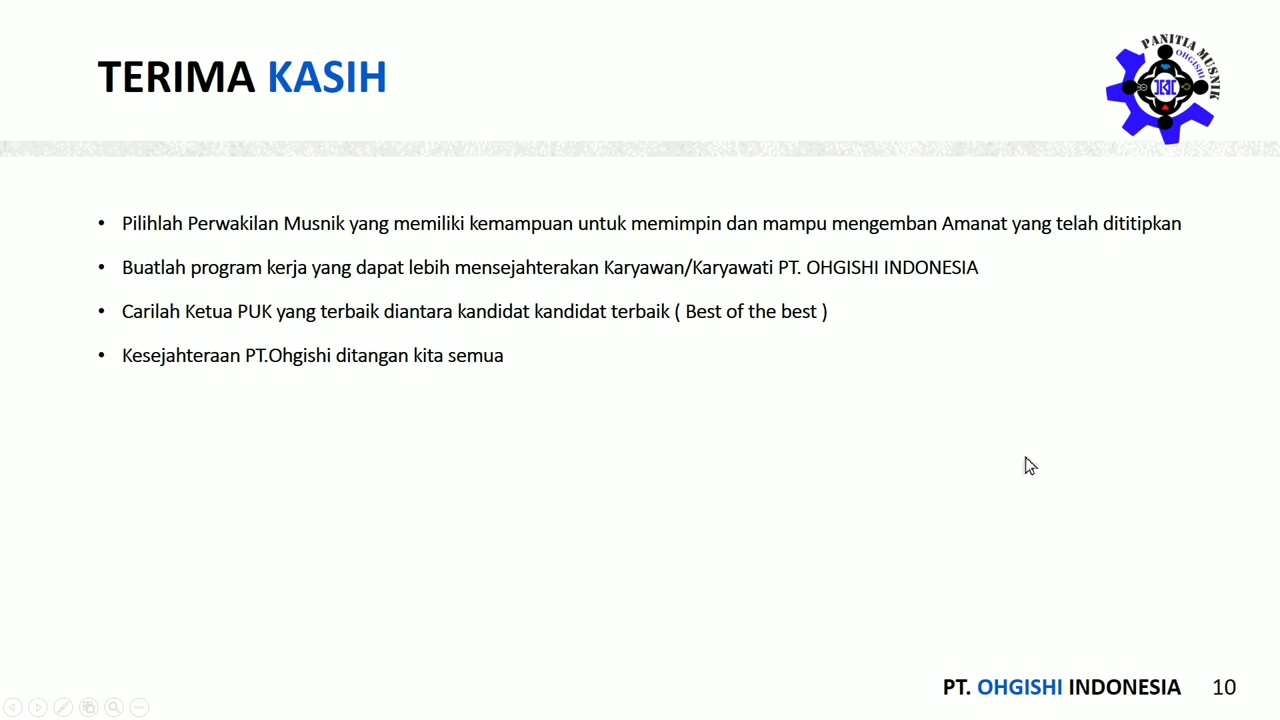 TERIMA KASIH
PANITIA MUSNIK
OHGISHI
• Pilihlah Perwakilan Musnik yang memiliki kemampuan untuk memimpin dan mampu mengemban Amanat yang telah dititipkan
• Buatlah program kerja yang dapat lebih mensejahterakan Karyawan/Karyawati PT. OHGISHI INDONESIA
• Carilah Ketua PUK yang terbaik diantara kandidat kandidat terbaik ( Best of the best )
• Kesejahteraan PT.Ohgishi ditangan kita semua
PT. OHGISHI INDONESIA 10